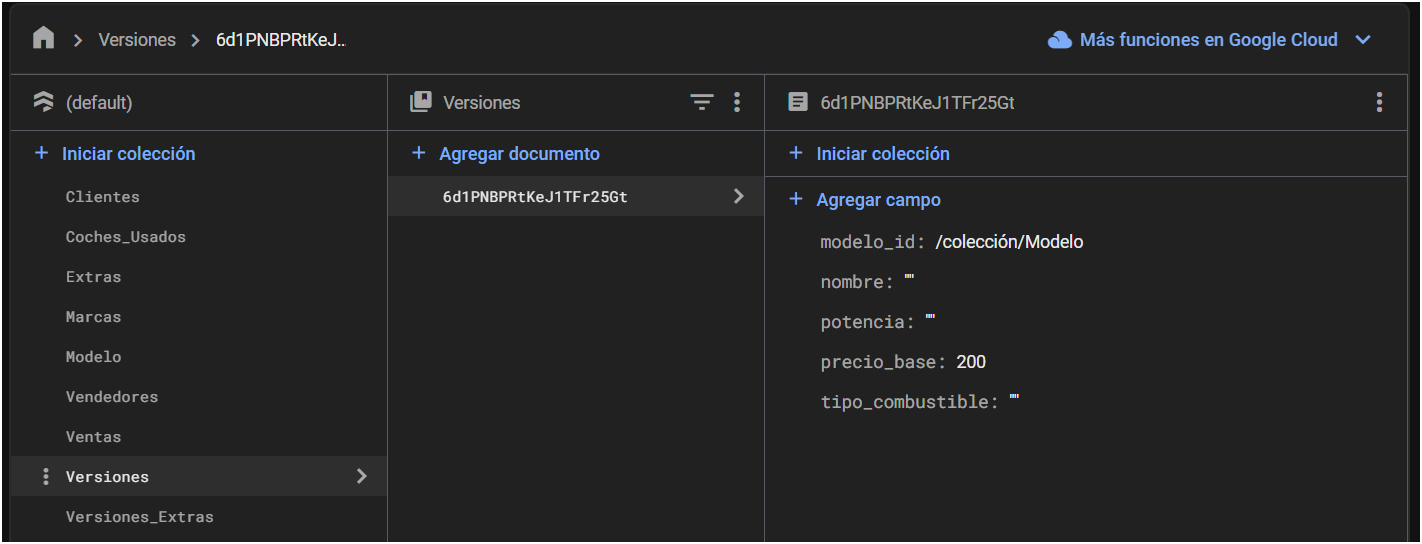 Versiones
6d1PNBPRtKeJ…
Más funciones en Google Cloud
(default)
Versiones
6d1PNBPRtKeJ1TFr25Gt
+ Iniciar colección
+ Agregar documento
+ Iniciar colección
Clientes
Coches_Usados
Extras
Marcas
Modelo
Vendedores
Ventas
Versiones
Versiones_Extras
6d1PNBPRtKeJ1TFr25Gt
+ Agregar campo
modelo_id: /colección/Modelo
nombre: ""
potencia: ""
precio_base: 200
tipo_combustible: ""